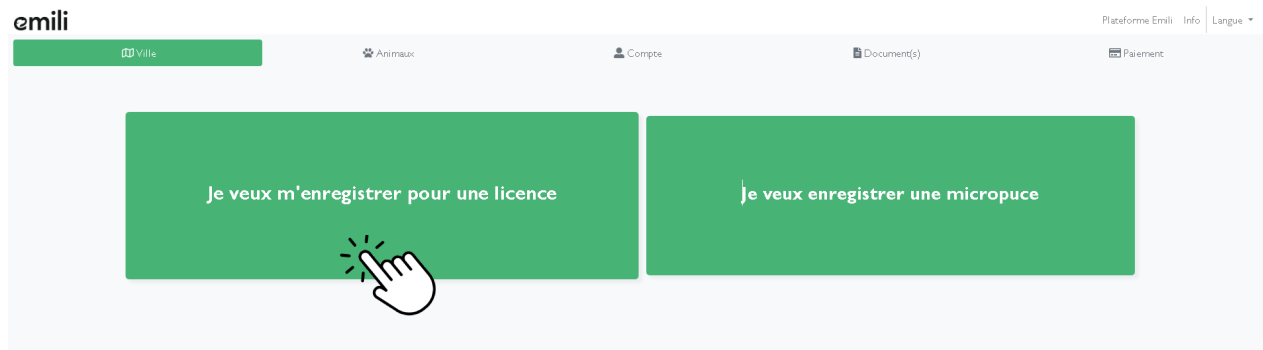 emili
Plateforme Emili Info Langue
Ville
Animaux
Compte
Document(s)
Paiement
Je veux m'enregistrer pour une licence
Je veux enregistrer une micropuce